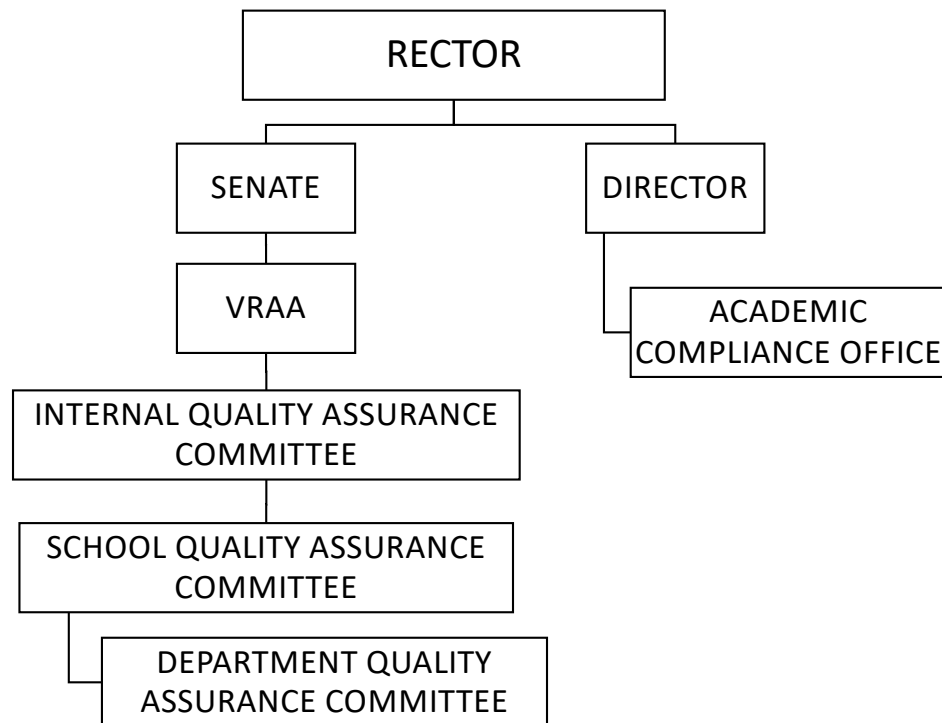 RECTOR
SENATE
DIRECTOR
VRAA
ACADEMIC
COMPLIANCE OFFICE
INTERNAL QUALITY ASSURANCE
COMMITTEE
SCHOOL QUALITY ASSURANCE
COMMITTEE
DEPARTMENT QUALITY
ASSURANCE COMMITTEE